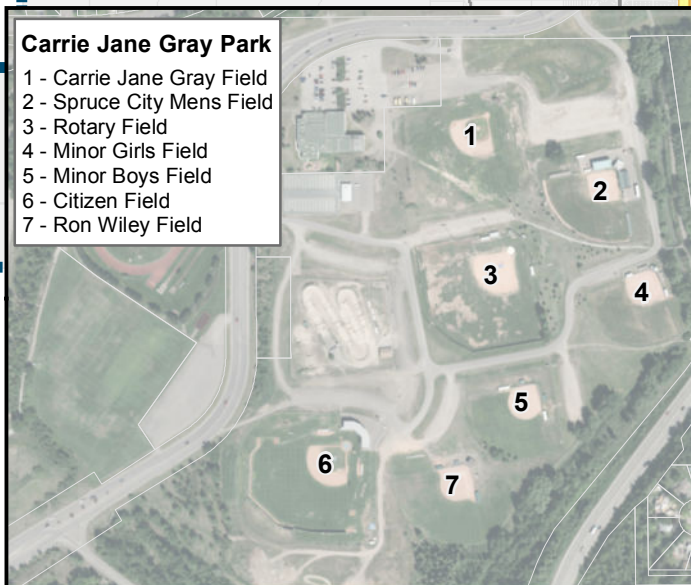 Carrie Jane Gray Park
1 - Carrie Jane Gray Field
2 - Spruce City Mens Field
3 - Rotary Field
4 - Minor Girls Field
5 - Minor Boys Field
6 - Citizen Field
7 - Ron Wiley Field
1
2
3
4
5
6
7